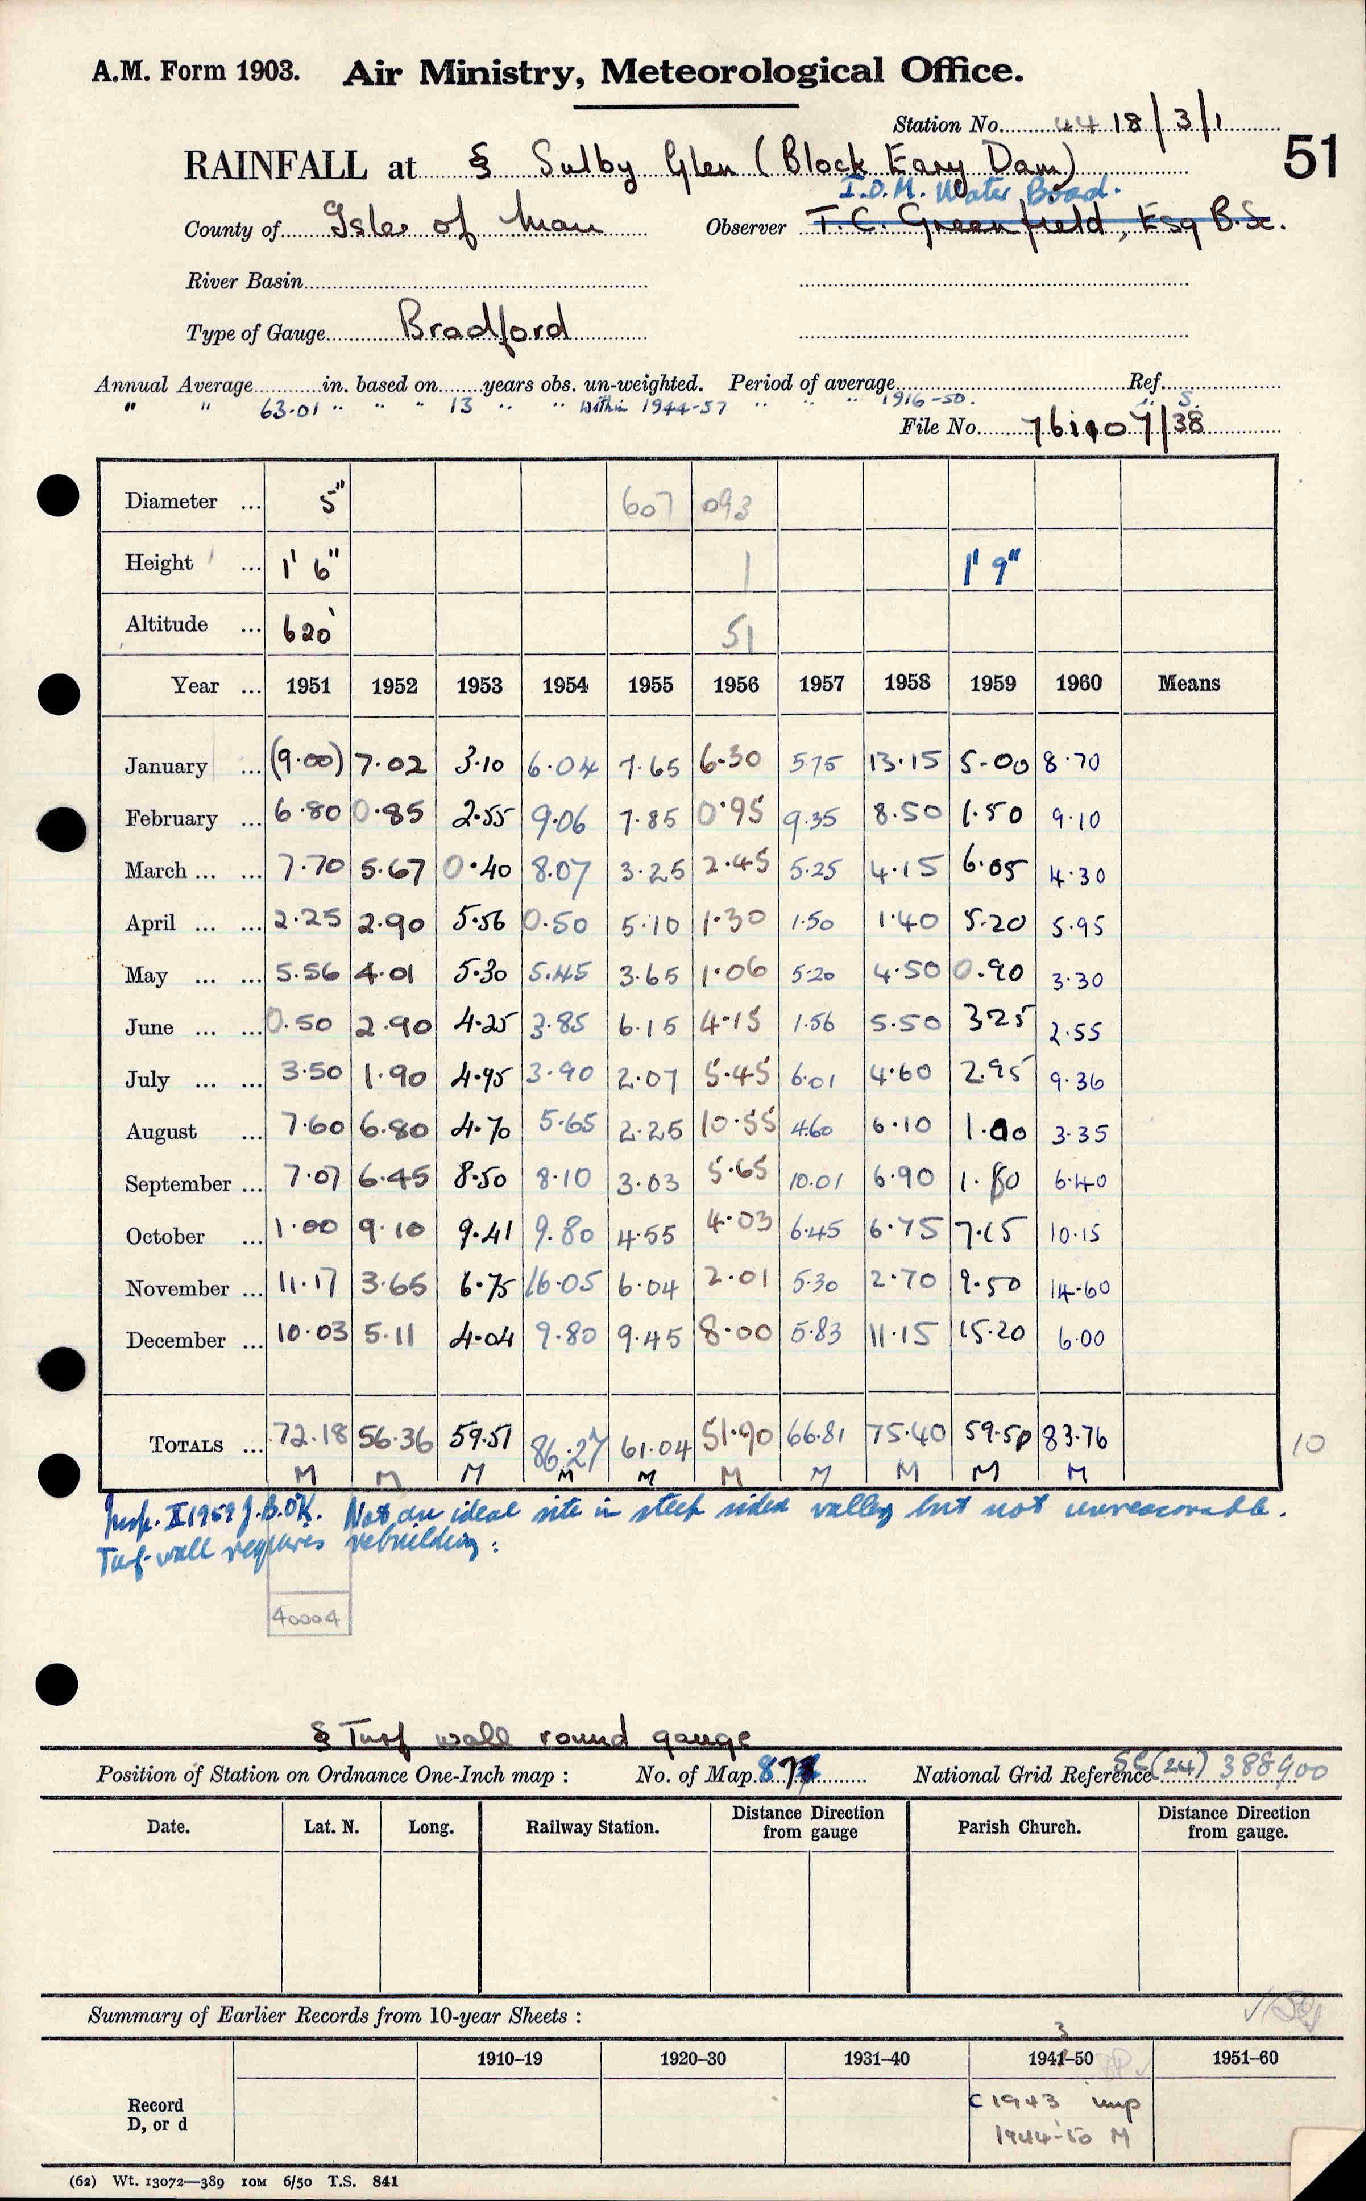 A.M. Form 1903. Air Ministry, Meteorological Office.
Station No. 44 18/3/1
51
RAINFALL at § Sulby Glen (Block Eary Dam)
I.O.M. Water Board.
County of Isle of Man Observer T.C. Greenfield, Esq B.Sc.
River Basin
Type of Gauge Bradford
Annual Average in. based on years obs. un-weighted. Period of average Ref.
" " 63.01 " " " 13 " " Within 1944-57 " " " 1916-50. " S.
File No. 761907/38
Diameter ... 5" 607 093
Height ... 1' 6" 1 1' 9"
Altitude ... 620' 51
Year ... 1951 1952 1953 1954 1955 1956 1957 1958 1959 1960 Means
January ... (9.00) 7.02 3.10 6.04 7.65 6.30 5.75 13.15 5.00 8.70
February ... 6.80 0.85 2.55 9.06 7.85 0.95 9.35 8.50 1.50 9.10
March ... ... 7.70 5.67 0.40 8.07 3.25 2.45 5.25 4.15 6.05 4.30
April ... ... 2.25 2.90 5.56 0.50 5.10 1.30 1.50 1.40 5.20 5.95
May ... ... 5.56 4.01 5.30 5.45 3.65 1.06 5.20 4.50 0.90 3.30
June ... ... 0.50 2.90 4.25 3.85 6.15 4.15 1.56 5.50 3.25 2.55
July ... ... 3.50 1.90 4.95 3.90 2.07 5.45 6.01 4.60 2.95 9.36
August ... 7.60 6.80 4.70 5.65 2.25 10.55 4.60 6.10 1.00 3.35
September ... 7.07 6.45 8.50 8.10 3.03 5.65 10.01 6.90 1.80 6.40
October ... 1.00 9.10 9.41 9.80 4.55 4.03 6.45 6.75 7.15 10.15
November ... 11.17 3.65 6.75 16.05 6.04 2.01 5.30 2.70 9.50 14.60
December ... 10.03 5.11 4.04 9.80 9.45 8.00 5.83 11.15 15.20 6.00
TOTALS ... 72.18 56.36 59.51 86.27 61.04 51.90 66.81 75.40 59.50 83.76
10
M M M M M M M M M M
Insp. II 1959 J.B.OK. Not an ideal site in steep sided valley but not unreasonable.
Turf-wall requires rebuilding.
40004
§ Turf wall round gauge
Position of Station on Ordnance One-Inch map : No. of Map. 87 National Grid Reference SC(24) 388900
Date. Lat. N. Long. Railway Station. Distance Direction from gauge Parish Church. Distance Direction from gauge.
Summary of Earlier Records from 10-year Sheets :
3
1910–19 1920–30 1931–40 1941–50 1951–60
Record
D, or d
C 1943 imp
1944-50 M
(62) Wt. 13072—389 IOM 6/50 T.S. 841